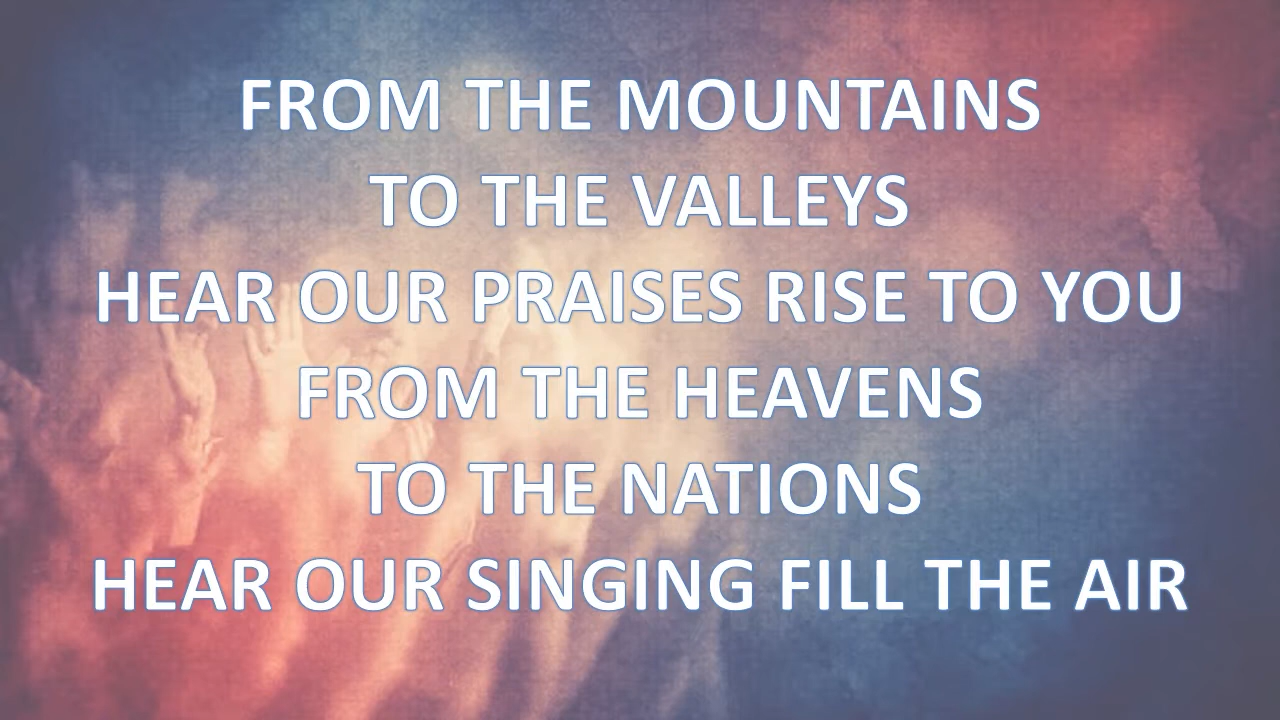 FROM THE MOUNTAINS
TO THE VALLEYS
HEAR OUR PRAISES RISE TO YOU
FROM THE HEAVENS
TO THE NATIONS
HEAR OUR SINGING FILL THE AIR